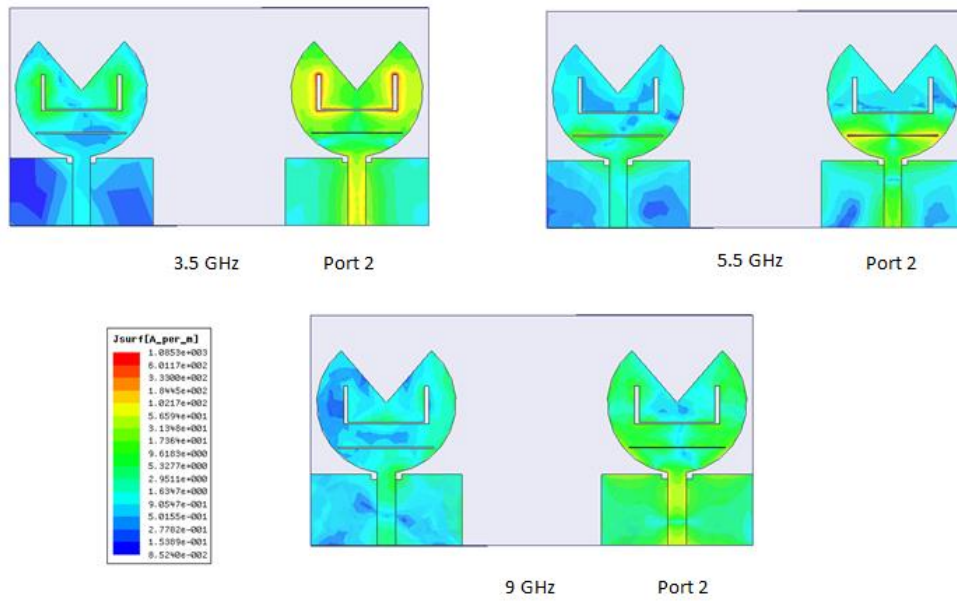 3.5 GHz Port 2
5.5 GHz Port 2
Jsurf[A_per_m]
1.0853e+003
6.0117e+002
3.3300e+002
1.8445e+002
1.0217e+002
5.6594e+001
3.1348e+001
1.7364e+001
9.6183e+000
5.3277e+000
2.9511e+000
1.6347e+000
9.0547e-001
5.0155e-001
2.7782e-001
1.5389e-001
8.5240e-002
9 GHz Port 2